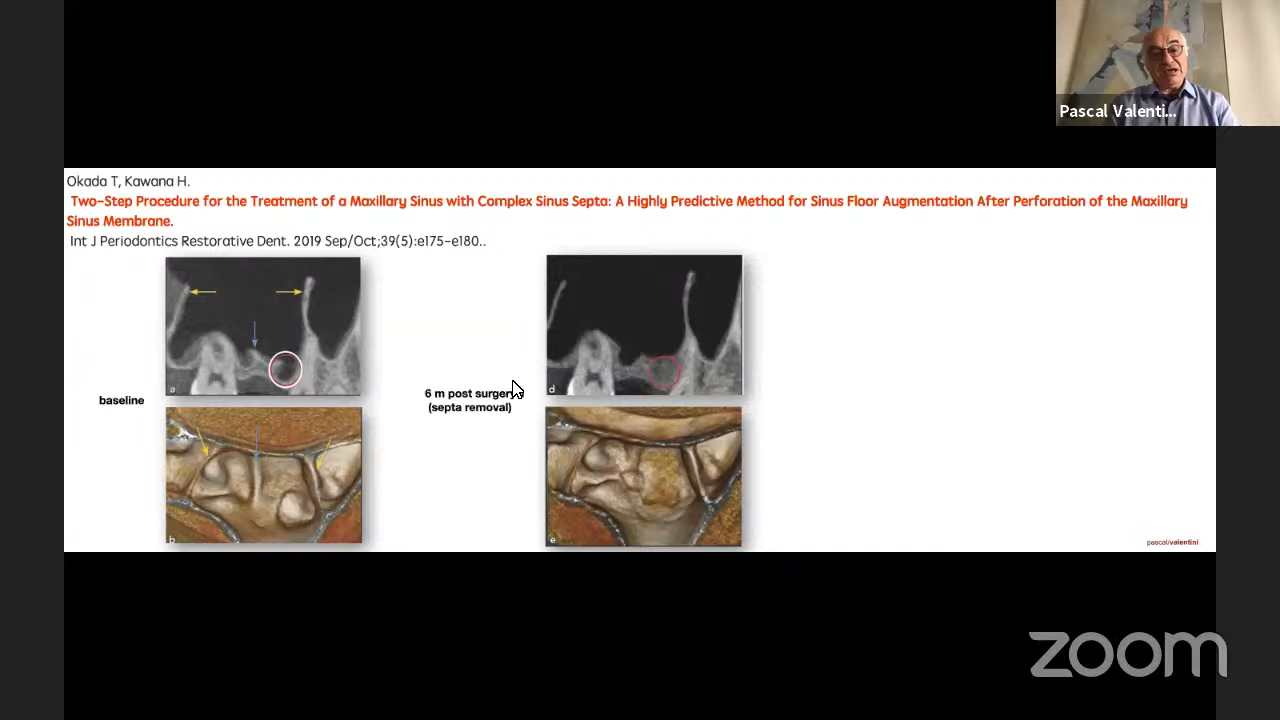 Pascal Valenti...
Okada T, Kawana H.
Two-Step Procedure for the Treatment of a Maxillary Sinus with Complex Sinus Septa: A Highly Predictive Method for Sinus Floor Augmentation After Perforation of the Maxillary
Sinus Membrane.
Int J Periodontics Restorative Dent. 2019 Sep/Oct;39(5):e175-e180..
a
d
baseline
6 m post surgery
(septa removal)
b
e
pascal/valentini
zoom